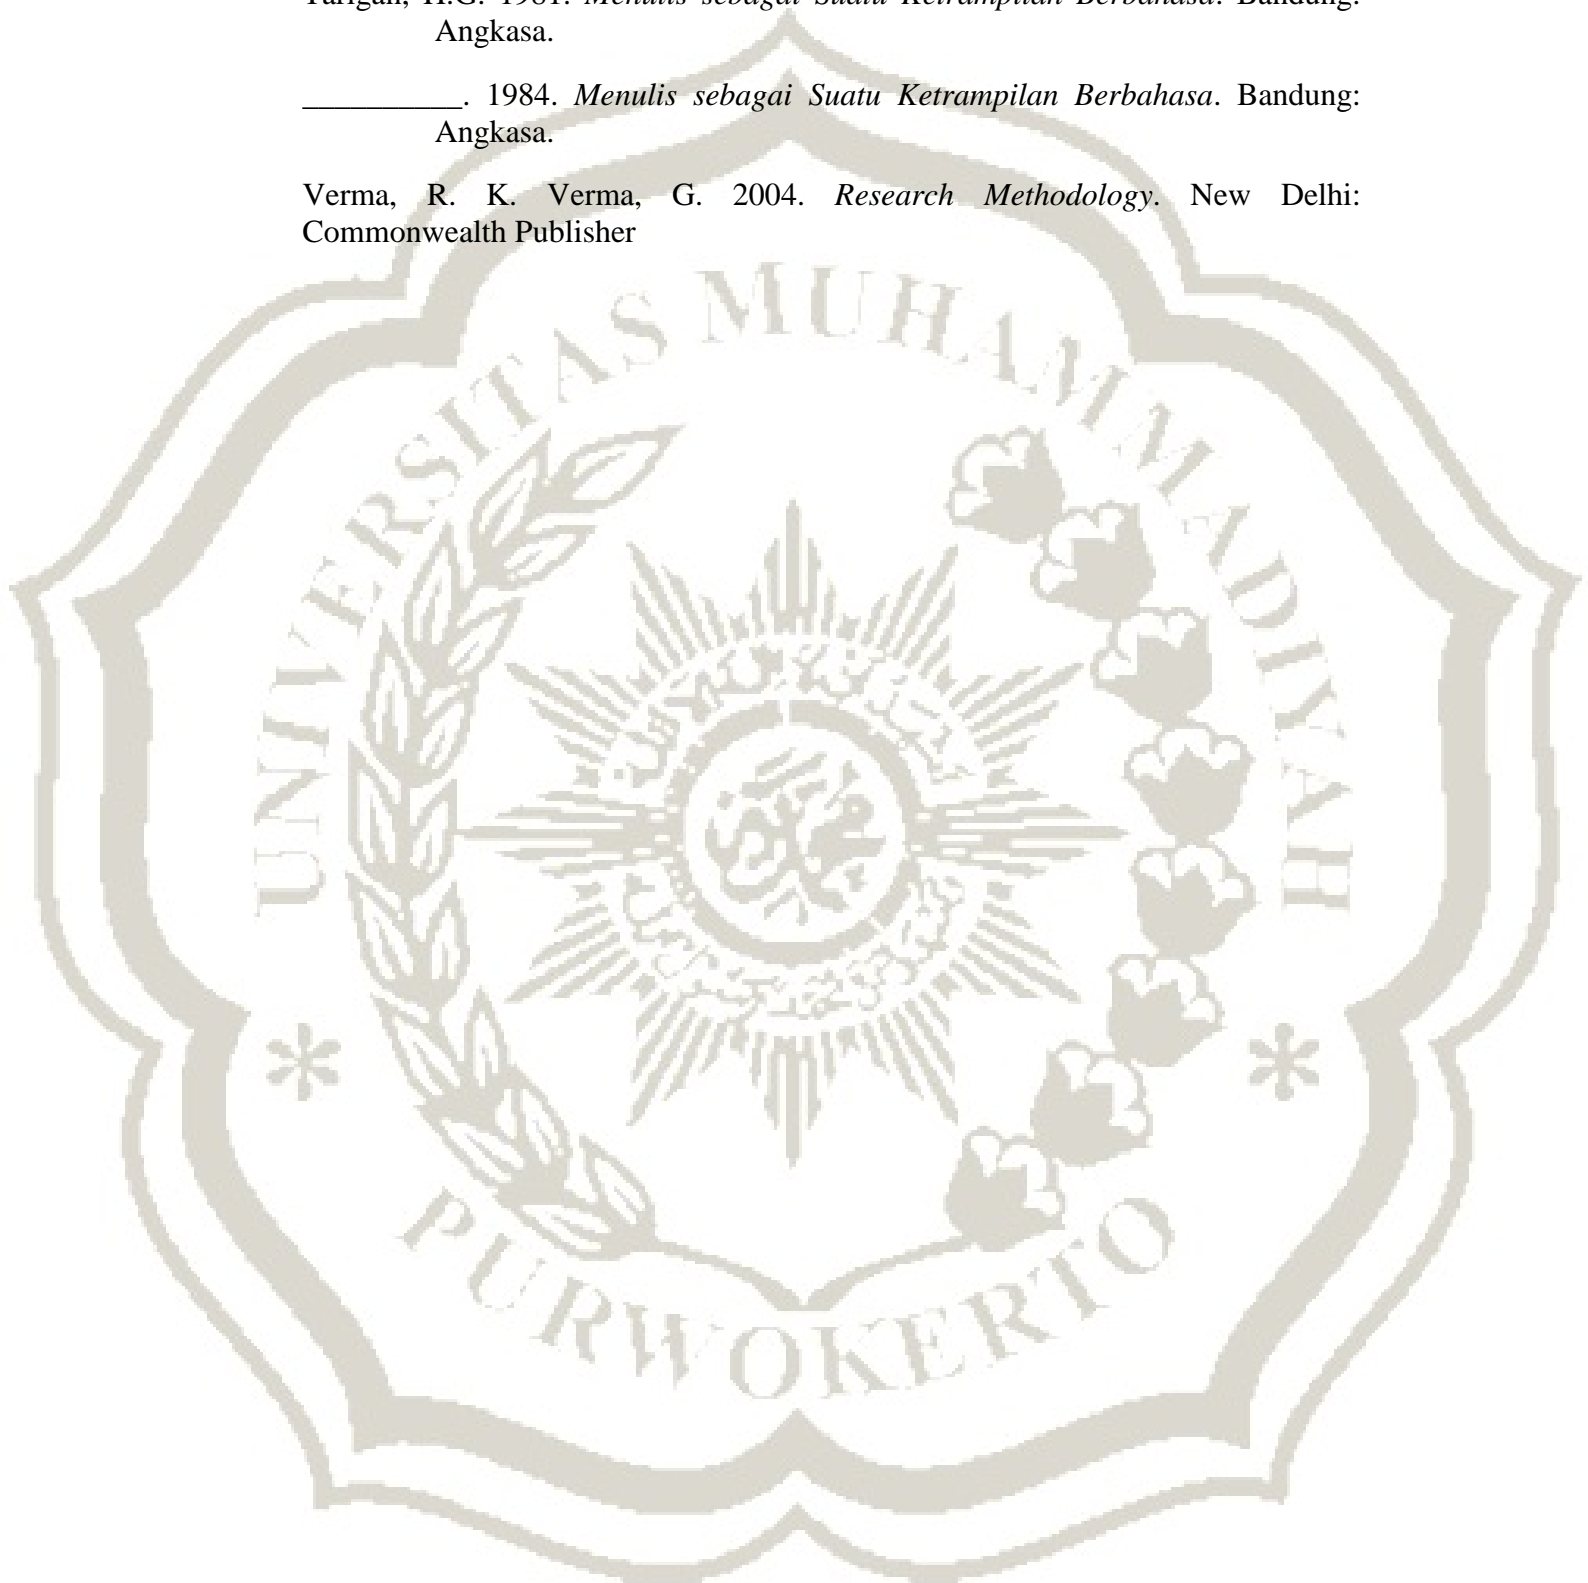 Tarigan, H.G. 1981. Menulis sebagai Suatu Ketrampilan Berbahasa. Bandung:
Angkasa.
__________. 1984. Menulis sebagai Suatu Ketrampilan Berbahasa. Bandung:
Angkasa.
Verma, R. K. Verma, G. 2004. Research Methodology. New Delhi:
Commonwealth Publisher
UNIVERSITAS MUHAMMADIYAH
PURWOKERTO